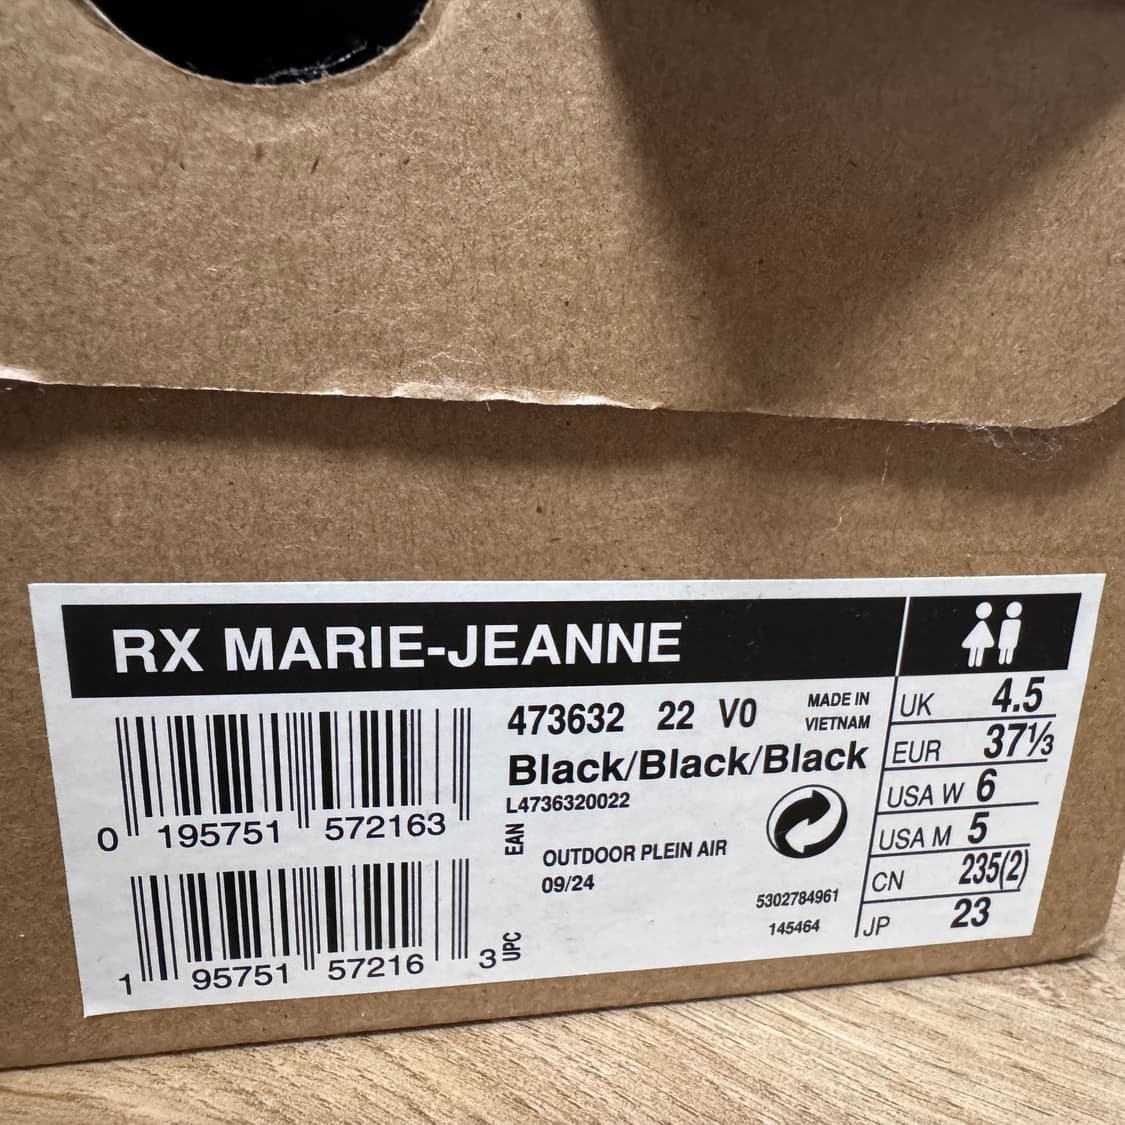 RX MARIE-JEANNE
473632 22 V0
MADE IN
VIETNAM
Black/Black/Black
L4736320022
0 195751 572163
EAN
OUTDOOR PLEIN AIR
09/24
5302784961
145464
1 95751 57216 3
UPC
UK 4.5
EUR 37⅓
USA W 6
USA M 5
CN 235(2)
JP 23